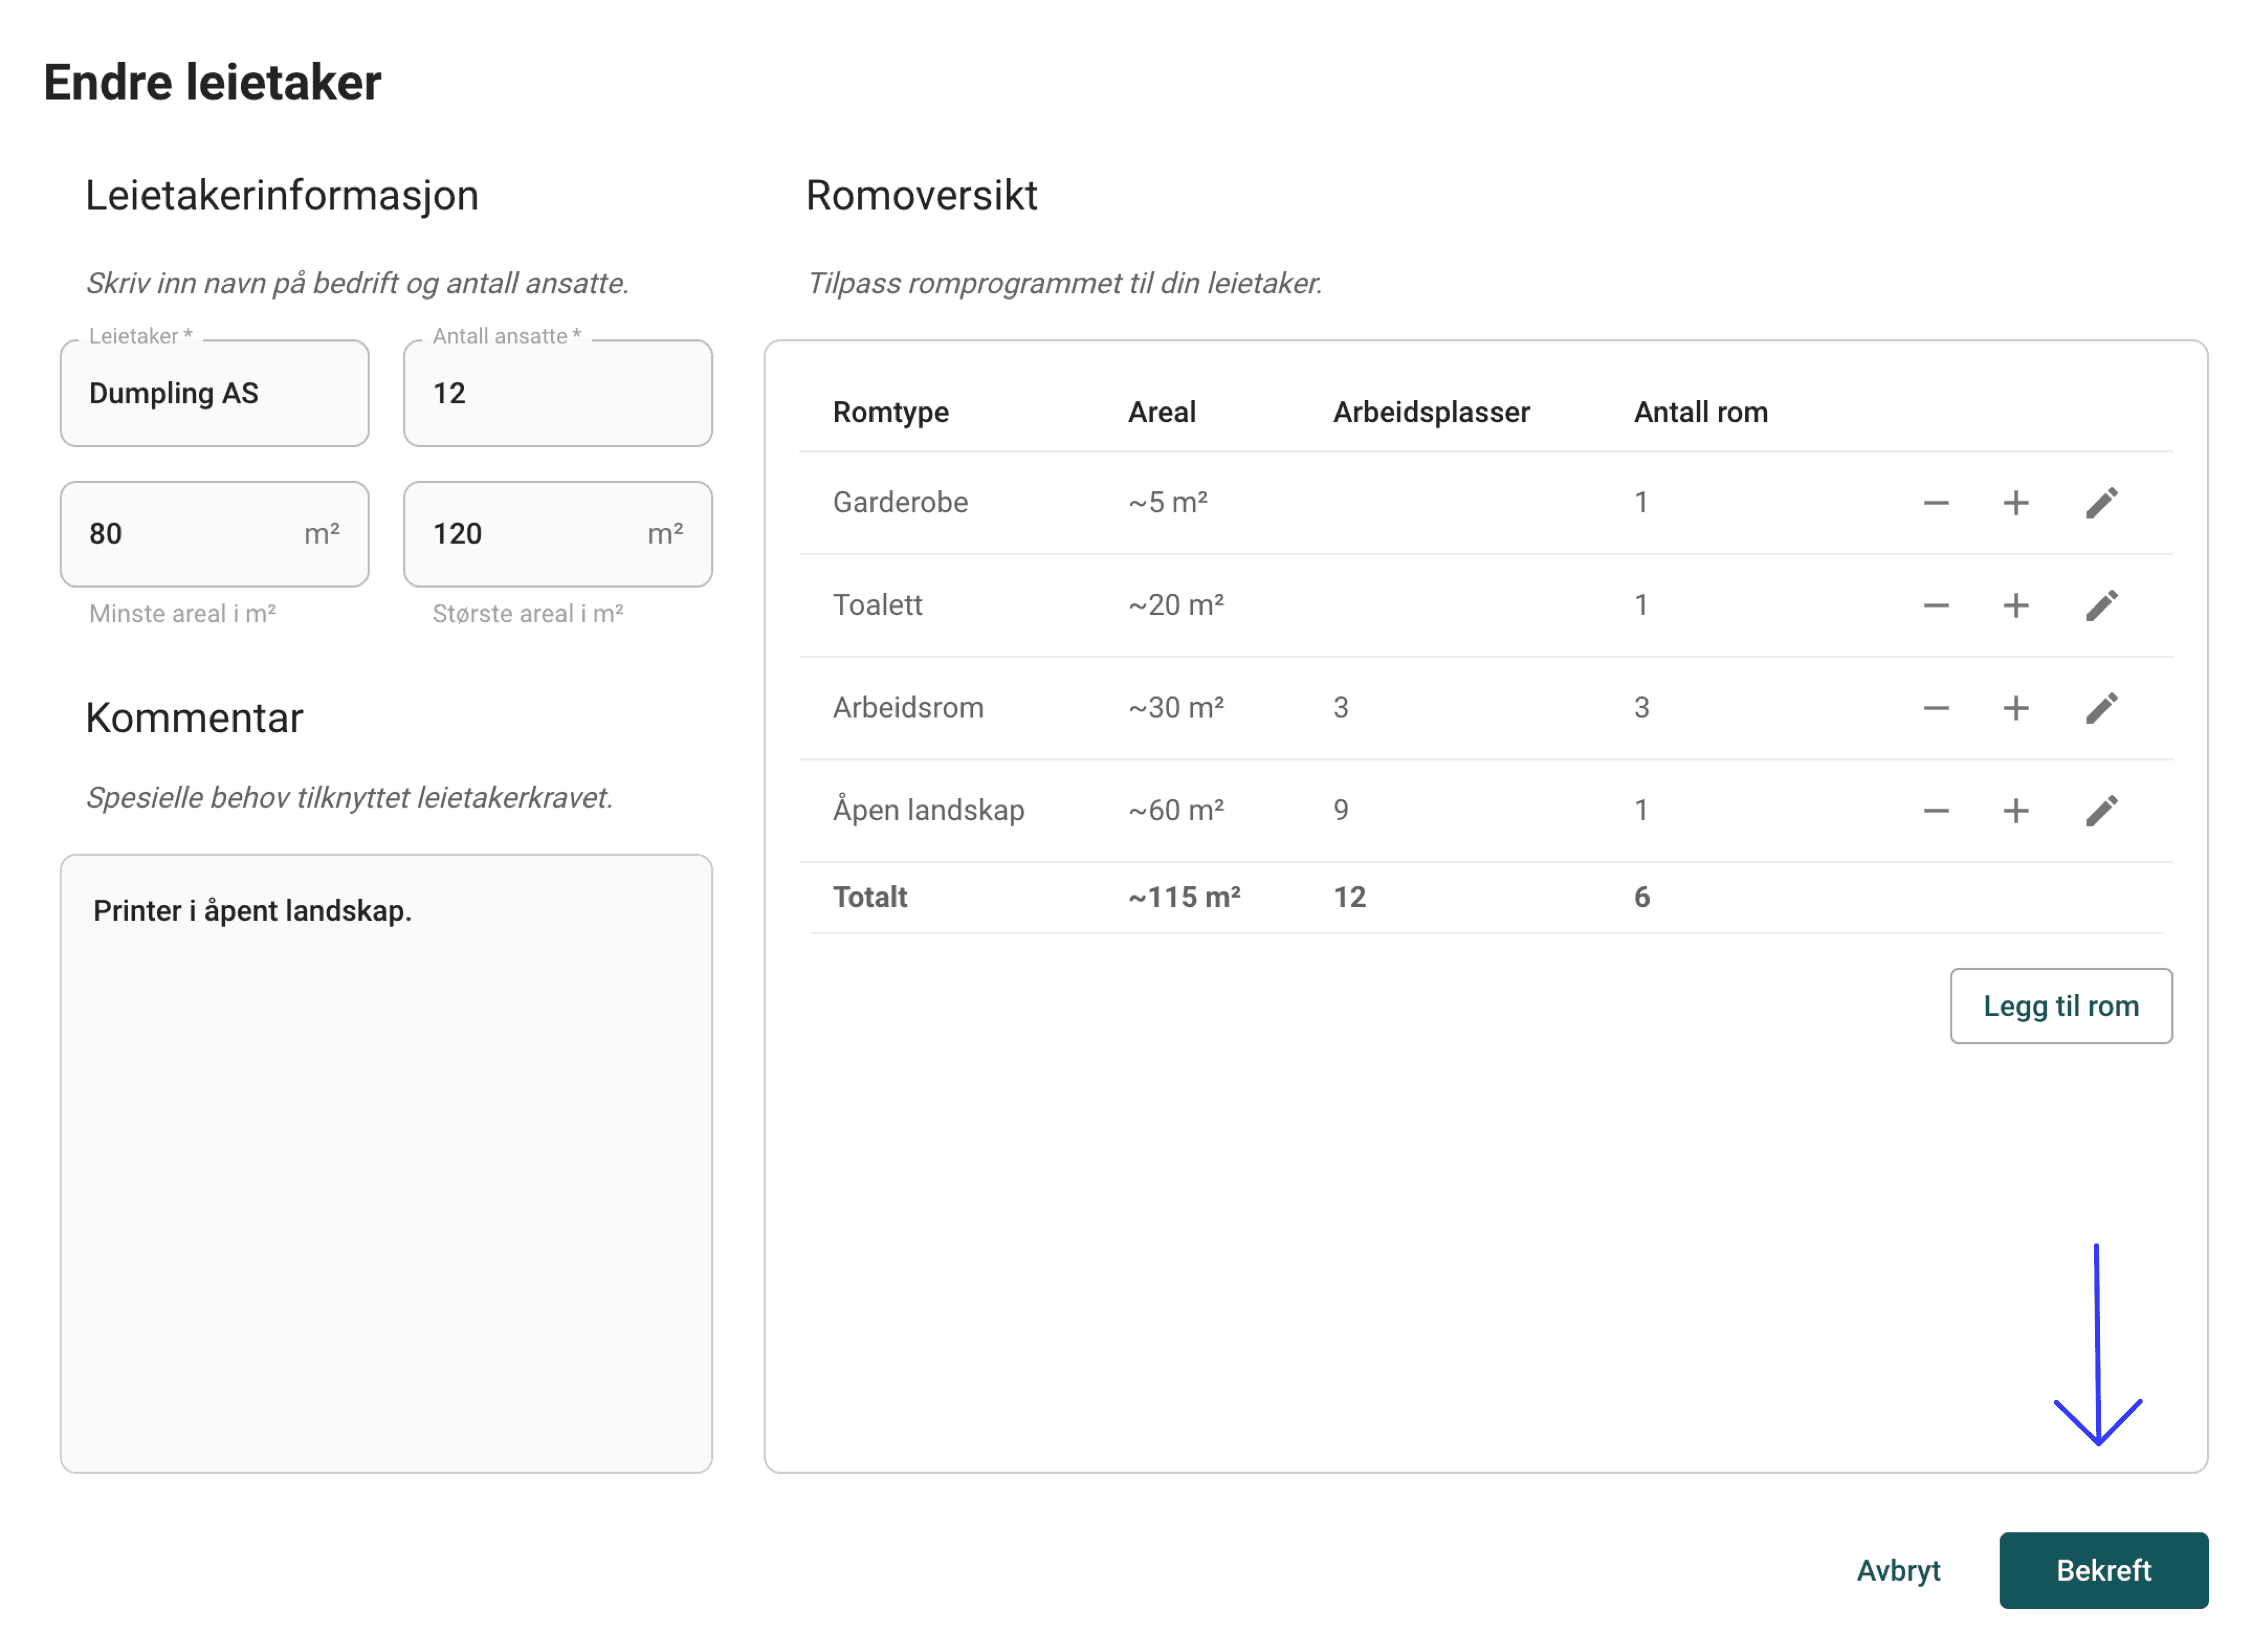 Endre leietaker
Leietakerinformasjon
Skriv inn navn på bedrift og antall ansatte.
Leietaker *
Dumpling AS
Antall ansatte *
12
80 m²
Minste areal i m²
120 m²
Største areal i m²
Kommentar
Spesielle behov tilknyttet leietakerkravet.
Printer i åpent landskap.
Romoversikt
Tilpass romprogrammet til din leietaker.
Romtype Areal Arbeidsplasser Antall rom
Garderobe ~5 m² 1
Toalett ~20 m² 1
Arbeidsrom ~30 m² 3 3
Åpen landskap ~60 m² 9 1
Totalt ~115 m² 12 6
Legg til rom
Avbryt
Bekreft